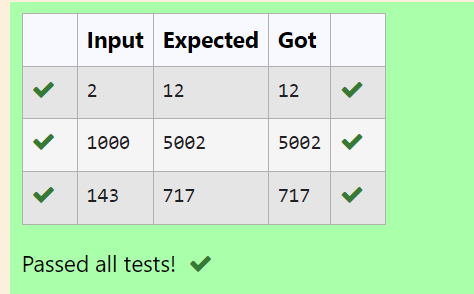 Input Expected Got
2 12 12
1000 5002 5002
143 717 717
Passed all tests!